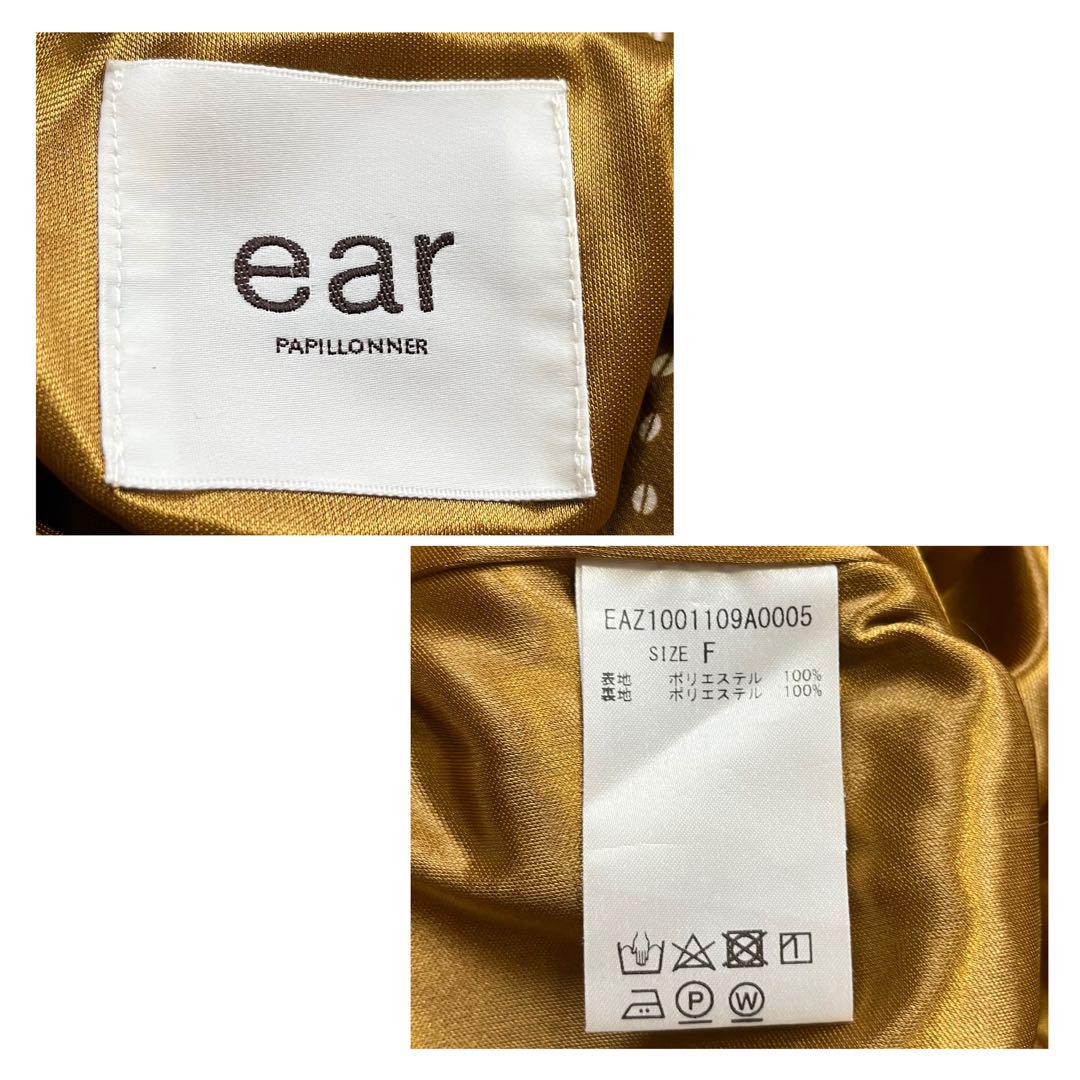 ear
PAPILLONNER
EAZ1001109A0005
SIZE F
表地 ポリエステル 100%
裏地 ポリエステル 100%
P W